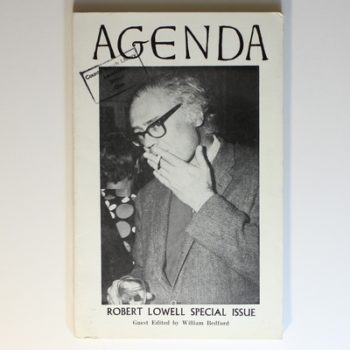 AGENDA
ROBERT LOWELL SPECIAL ISSUE
Guest Edited by William Bedford